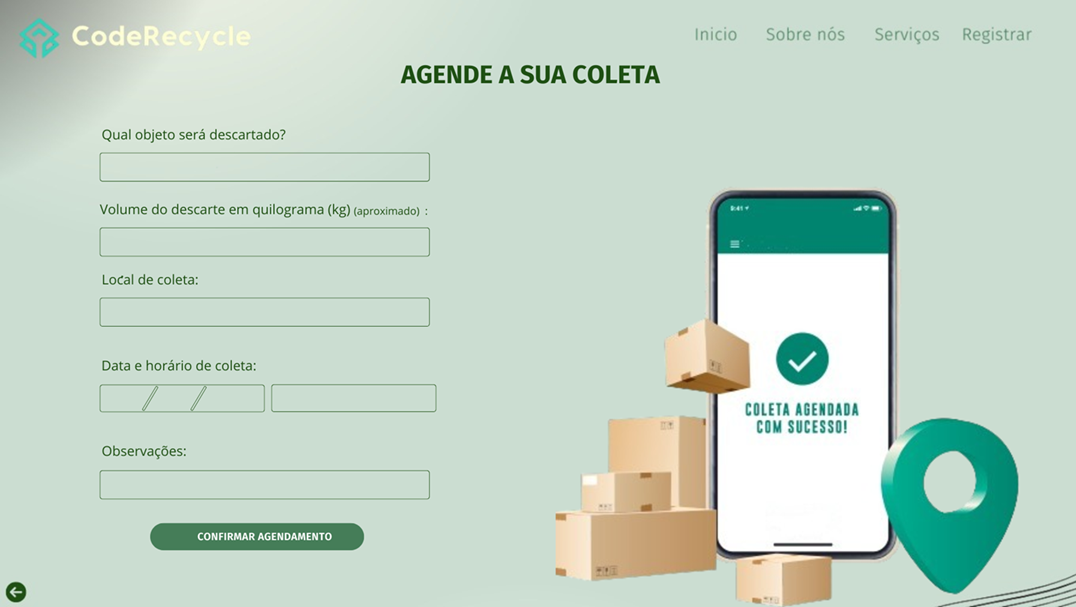 CodeRecycle
Inicio Sobre nós Serviços Registrar
AGENDE A SUA COLETA
Qual objeto será descartado?
Volume do descarte em quilograma (kg) (aproximado) :
Local de coleta:
Data e horário de coleta:
/ /
Observações:
CONFIRMAR AGENDAMENTO
9:41
COLETA AGENDADA
COM SUCESSO!